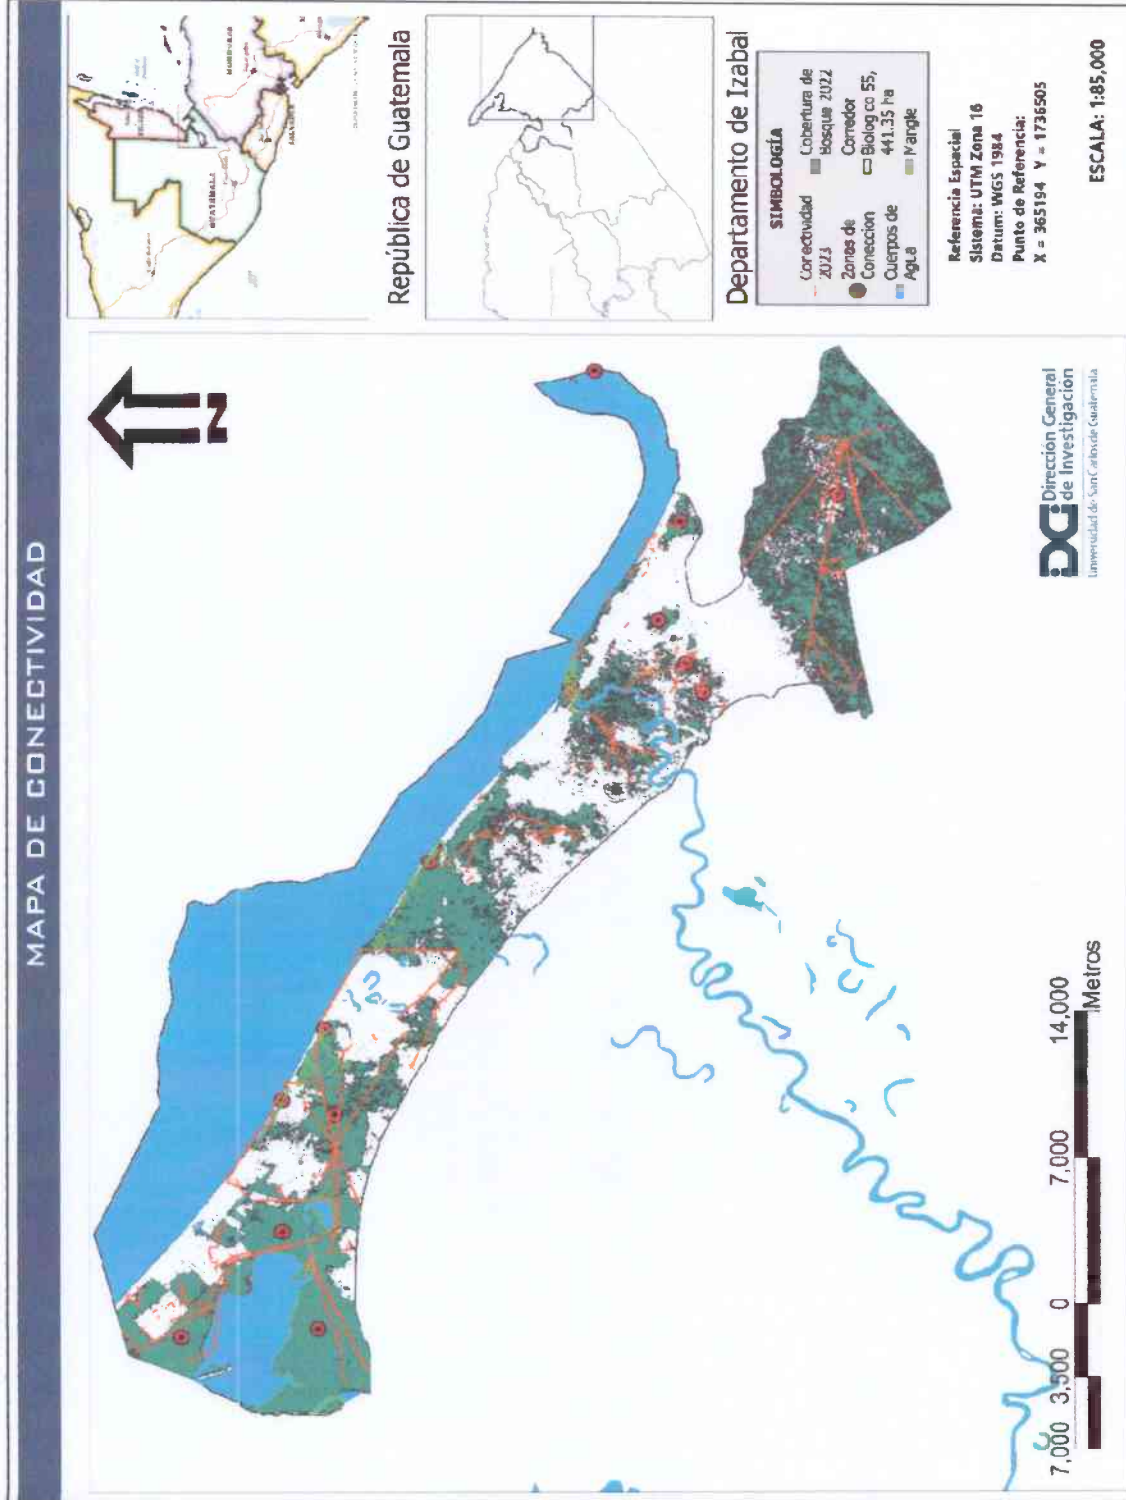 MAPA DE CONECTIVIDAD
N
GUATEMALA
HONDURAS
República de Guatemala
Departamento de Izabal
SIMBOLOGÍA
Conectividad
2023
Zonas de
Coneccion
Cuerpos de
Agua
Cobertura de
Bosque 2022
Corredor
Biologico 55,
441.35 ha
Mangle
Referencia Espacial
Sistema: UTM Zona 16
Datum: WGS 1984
Punto de Referencia:
X = 365194 Y = 1736505
ESCALA: 1:85,000
DGi Dirección General
de Investigación
Universidad de San Carlos de Guatemala
7,000 3,500 0 7,000 14,000
Metros